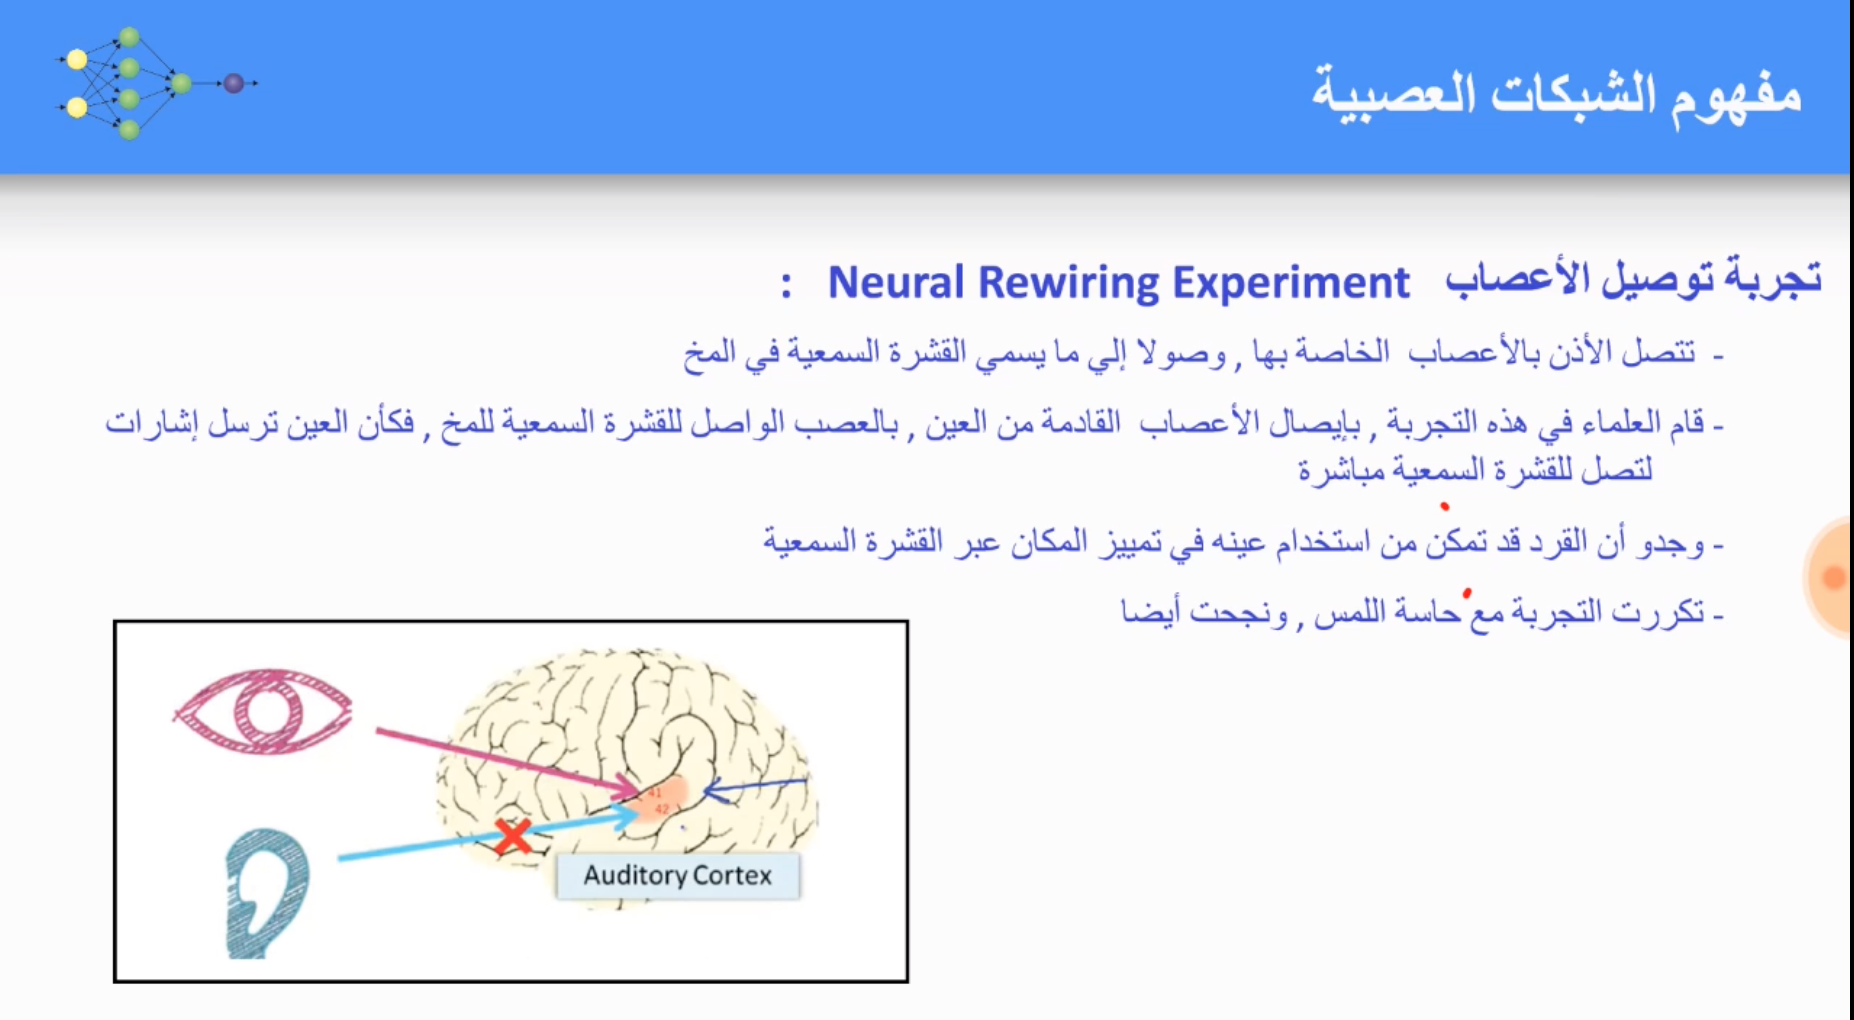 مفهوم الشبكات العصبية
تجربة توصيل الأعصاب Neural Rewiring Experiment :
- تتصل الأذن بالأعصاب الخاصة بها , وصولا إلي ما يسمي القشرة السمعية في المخ
- قام العلماء في هذه التجربة , بإيصال الأعصاب القادمة من العين , بالعصب الواصل للقشرة السمعية للمخ , فكأن العين ترسل إشارات
لتصل للقشرة السمعية مباشرة
- وجدو أن القرد قد تمكن من استخدام عينه في تمييز المكان عبر القشرة السمعية
- تكررت التجربة مع حاسة اللمس , ونجحت أيضا
41
42
Auditory Cortex